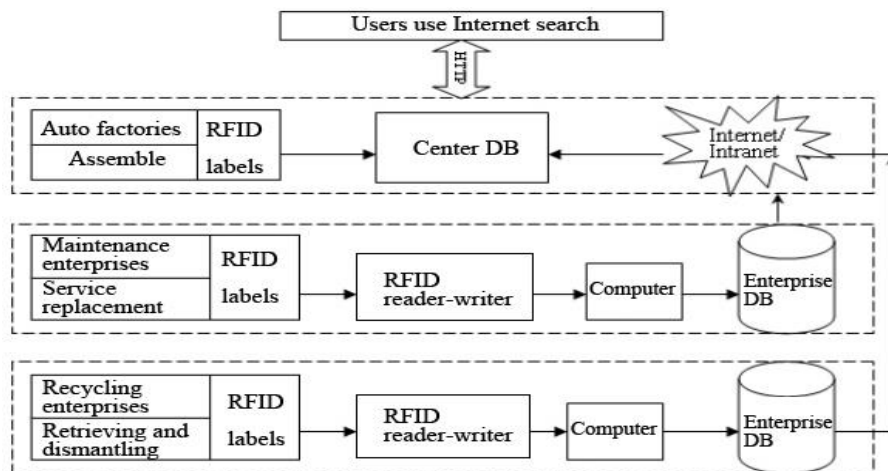 Users use Internet search
HTTP
Auto factories
Assemble
RFID
labels
Center DB
Internet/
Intranet
Maintenance
enterprises
Service
replacement
RFID
labels
RFID
reader-writer
Computer
Enterprise
DB
Recycling
enterprises
Retrieving and
dismantling
RFID
labels
RFID
reader-writer
Computer
Enterprise
DB